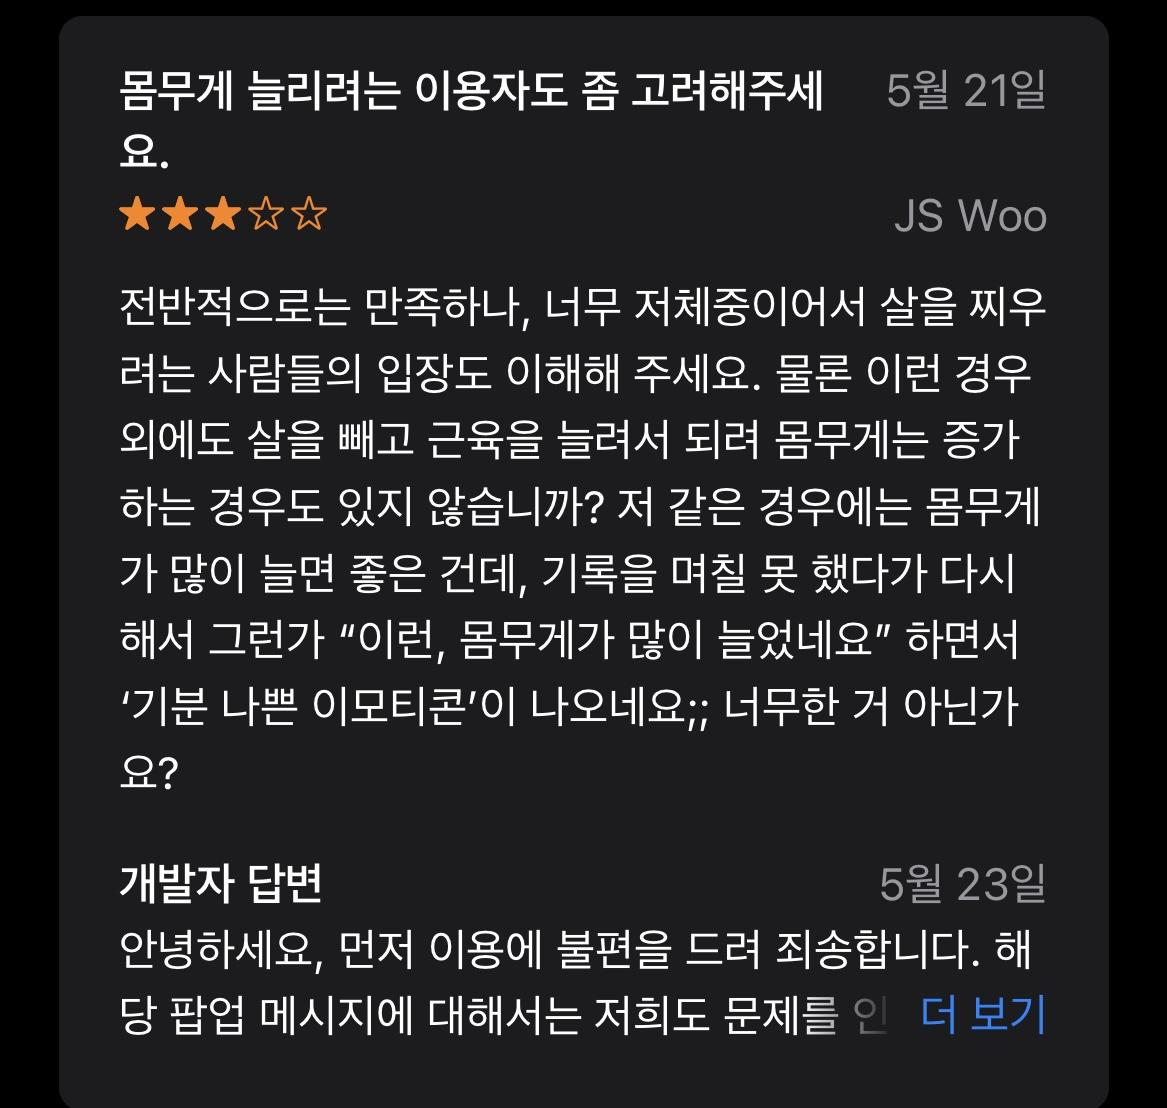 몸무게 늘리려는 이용자도 좀 고려해주세 5월 21일
요.
JS Woo
전반적으로는 만족하나, 너무 저체중이어서 살을 찌우
려는 사람들의 입장도 이해해 주세요. 물론 이런 경우
외에도 살을 빼고 근육을 늘려서 되려 몸무게는 증가
하는 경우도 있지 않습니까? 저 같은 경우에는 몸무게
가 많이 늘면 좋은 건데, 기록을 며칠 못 했다가 다시
해서 그런가 “이런, 몸무게가 많이 늘었네요” 하면서
‘기분 나쁜 이모티콘’이 나오네요;; 너무한 거 아닌가
요?
개발자 답변 5월 23일
안녕하세요, 먼저 이용에 불편을 드려 죄송합니다. 해
당 팝업 메시지에 대해서는 저희도 문제를 인 더 보기